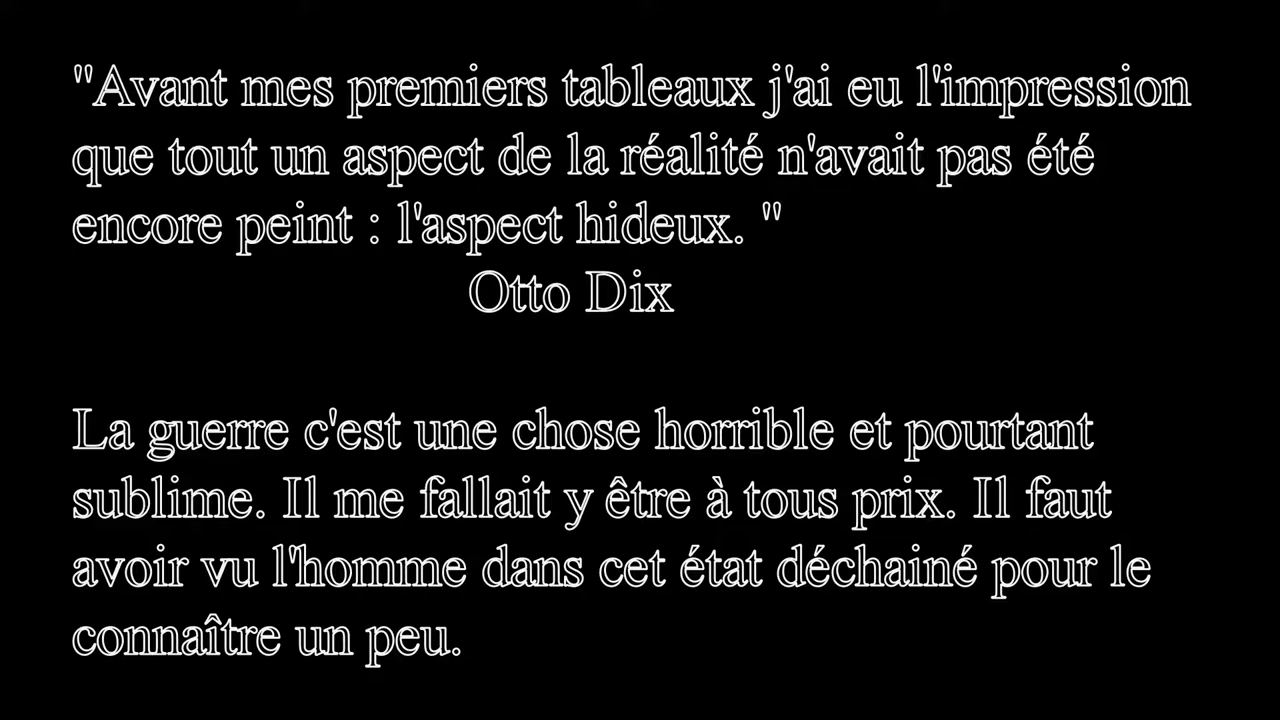 "Avant mes premiers tableaux j'ai eu l'impression
que tout un aspect de la réalité n'avait pas été
encore peint : l'aspect hideux. "
Otto Dix
La guerre c'est une chose horrible et pourtant
sublime. Il me fallait y être à tous prix. Il faut
avoir vu l'homme dans cet état déchainé pour le
connaître un peu.